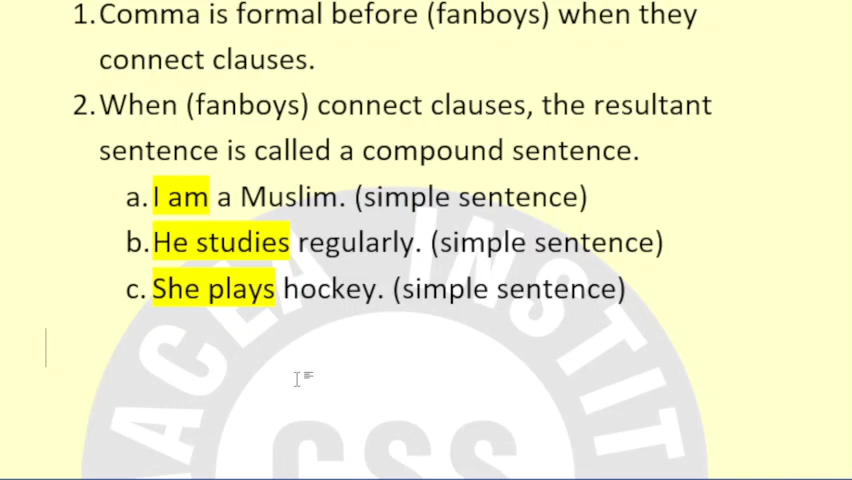 1. Comma is formal before (fanboys) when they
connect clauses.
2. When (fanboys) connect clauses, the resultant
sentence is called a compound sentence.
a. I am a Muslim. (simple sentence)
b. He studies regularly. (simple sentence)
c. She plays hockey. (simple sentence)
CSS